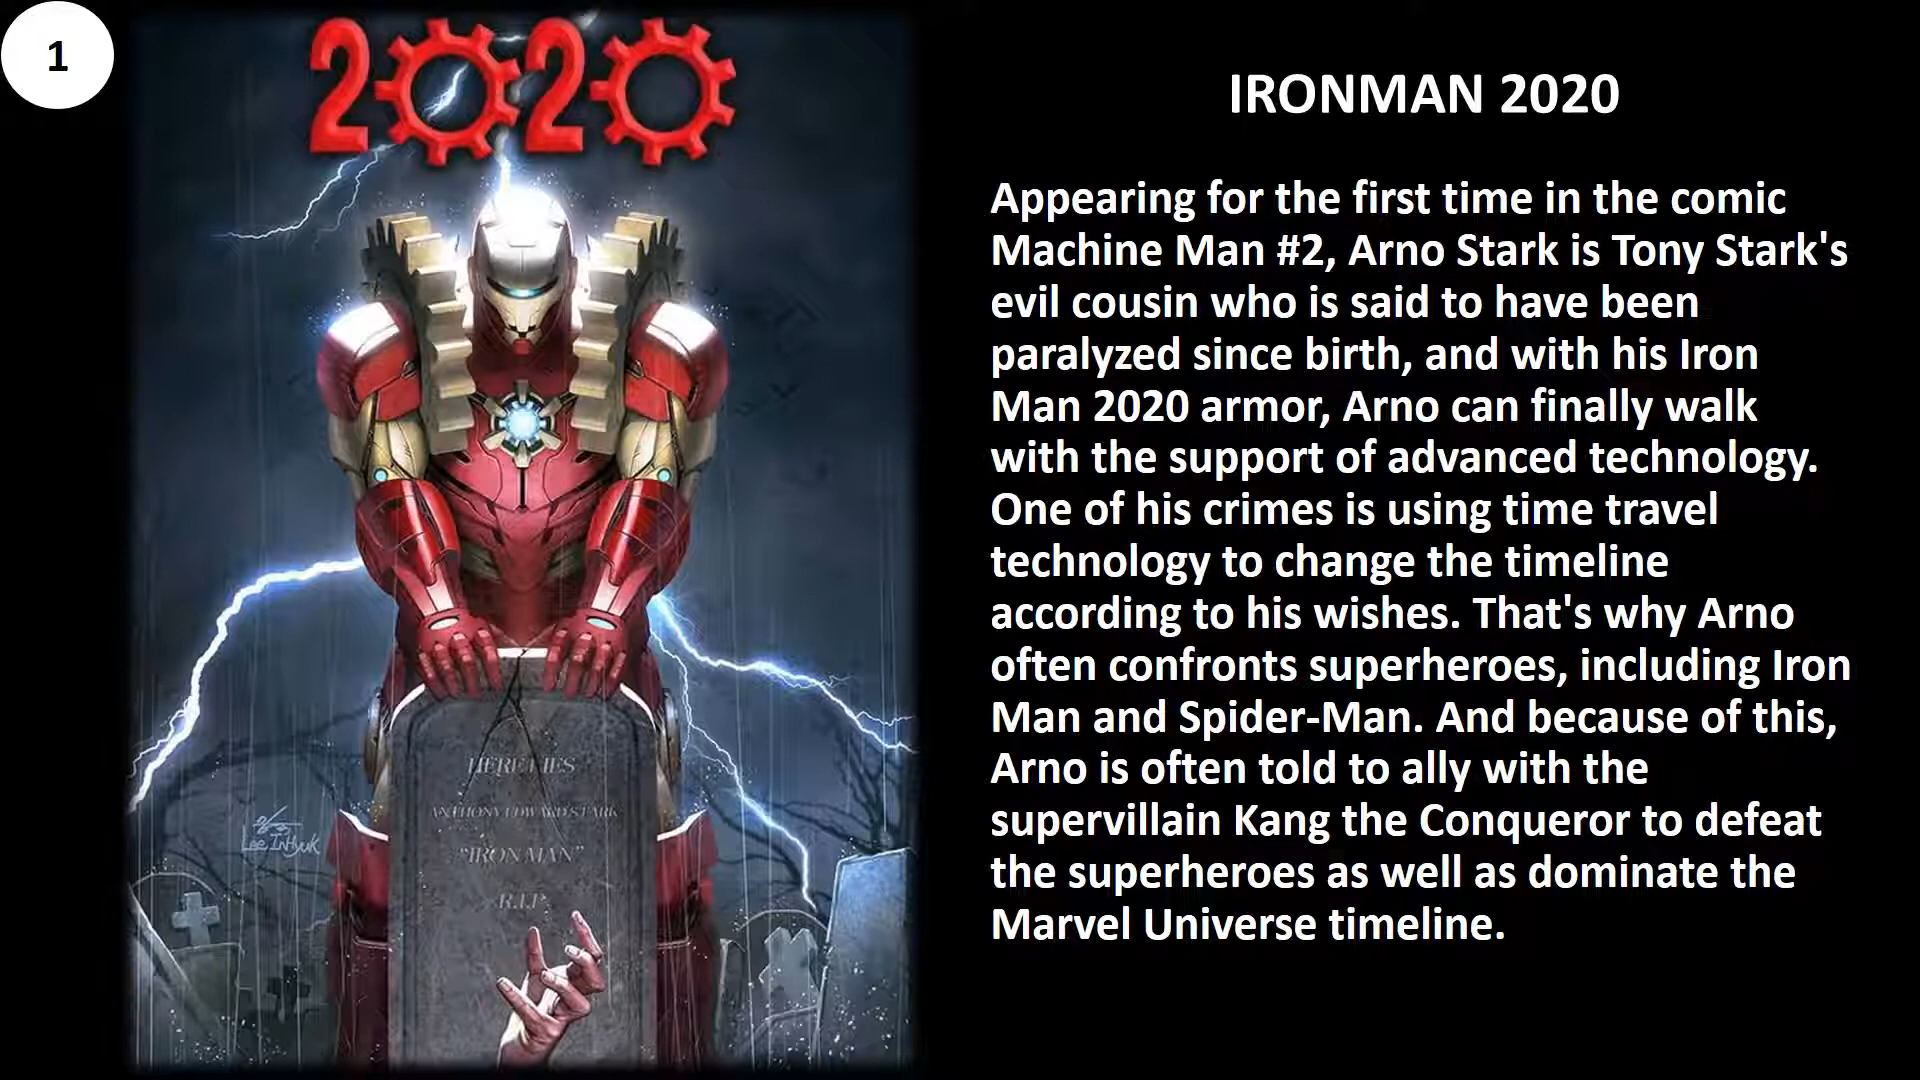 1
2020
IRONMAN 2020
Appearing for the first time in the comic
Machine Man #2, Arno Stark is Tony Stark's
evil cousin who is said to have been
paralyzed since birth, and with his Iron
Man 2020 armor, Arno can finally walk
with the support of advanced technology.
One of his crimes is using time travel
technology to change the timeline
according to his wishes. That's why Arno
often confronts superheroes, including Iron
Man and Spider-Man. And because of this,
Arno is often told to ally with the
supervillain Kang the Conqueror to defeat
the superheroes as well as dominate the
Marvel Universe timeline.
HERE LIES
ANTHONY EDWARD STARK
"IRON MAN"
R.I.P
Lee InHyuk